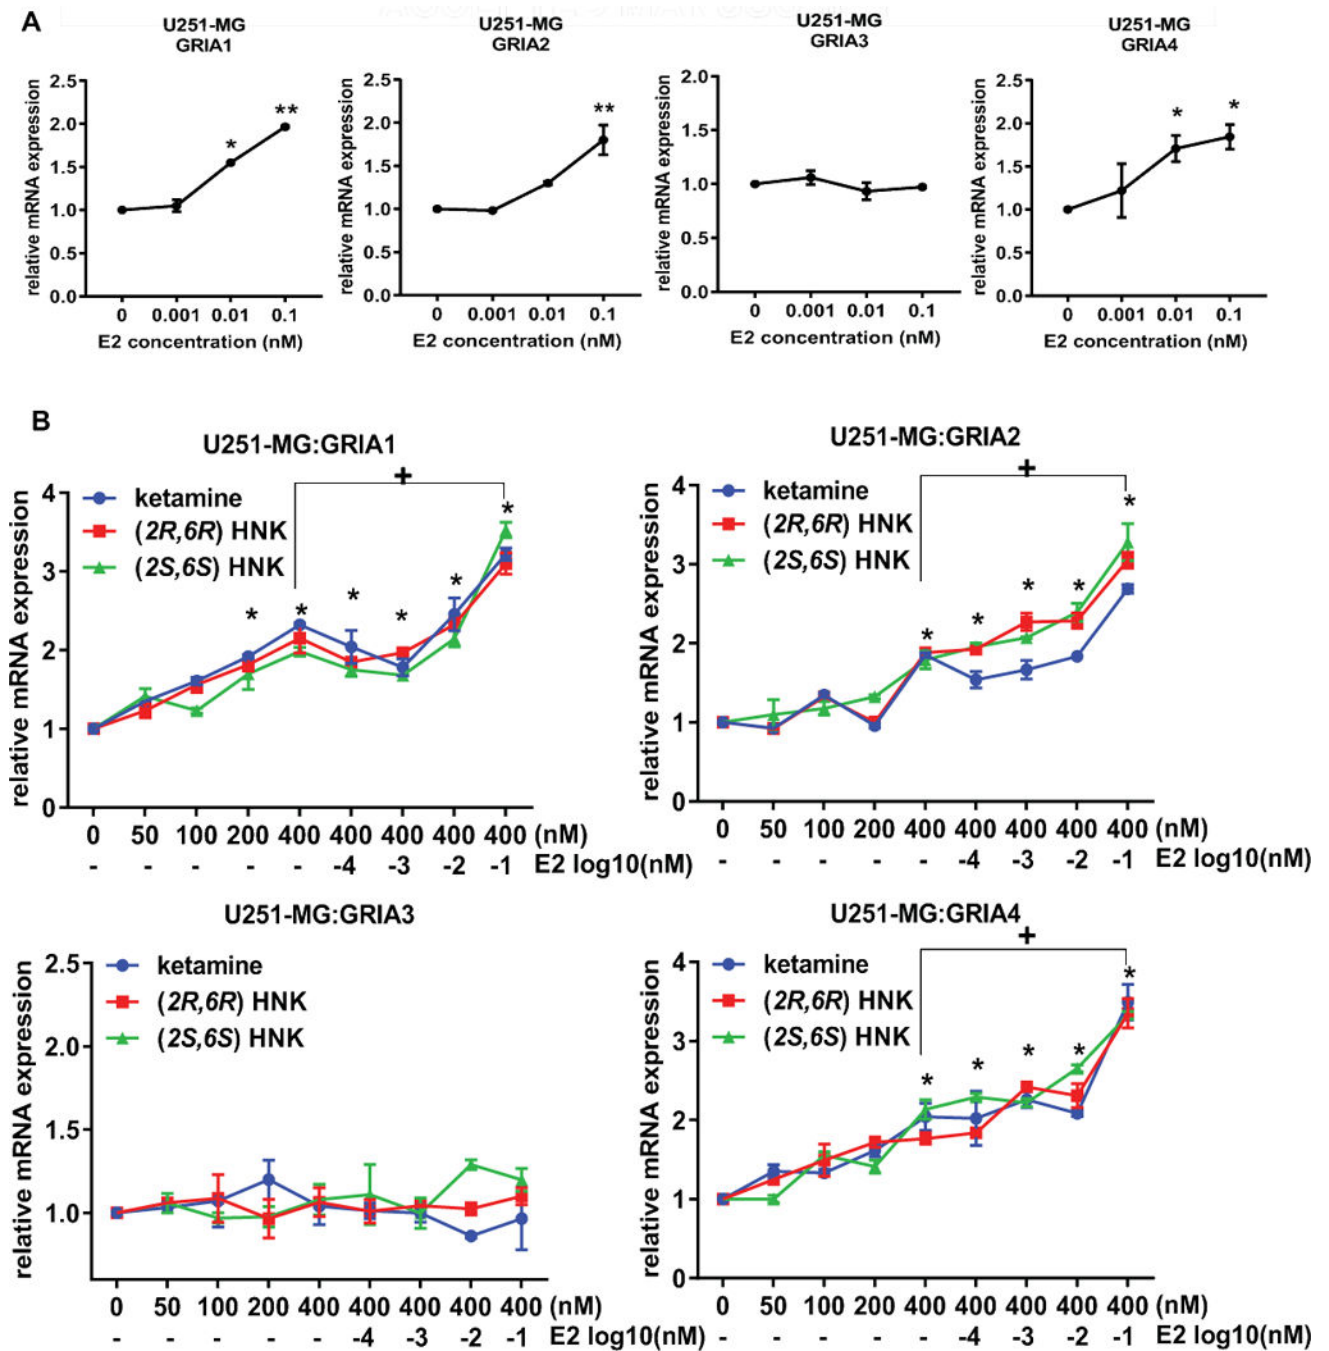 A
U251-MG
GRIA1
relative mRNA expression
2.5
2.0
1.5
1.0
0.5
0.0
*
**
0 0.001 0.01 0.1
E2 concentration (nM)
U251-MG
GRIA2
relative mRNA expression
2.5
2.0
1.5
1.0
0.5
0.0
**
0 0.001 0.01 0.1
E2 concentration (nM)
U251-MG
GRIA3
relative mRNA expression
2.0
1.5
1.0
0.5
0.0
0 0.001 0.01 0.1
E2 concentration (nM)
U251-MG
GRIA4
relative mRNA expression
2.5
2.0
1.5
1.0
0.5
0.0
* *
0 0.001 0.01 0.1
E2 concentration (nM)
B
U251-MG:GRIA1
+
ketamine
(2R,6R) HNK
(2S,6S) HNK
relative mRNA expression
4
3
2
1
0
* * * * * *
0 50 100 200 400 400 400 400 400 (nM)
- - - - - -4 -3 -2 -1 E2 log10(nM)
U251-MG:GRIA2
+
ketamine
(2R,6R) HNK
(2S,6S) HNK
relative mRNA expression
4
3
2
1
0
* * * * *
0 50 100 200 400 400 400 400 400 (nM)
- - - - - -4 -3 -2 -1 E2 log10(nM)
U251-MG:GRIA3
ketamine
(2R,6R) HNK
(2S,6S) HNK
relative mRNA expression
2.5
2.0
1.5
1.0
0 50 100 200 400 400 400 400 400 (nM)
- - - - - -4 -3 -2 -1 E2 log10(nM)
U251-MG:GRIA4
+
ketamine
(2R,6R) HNK
(2S,6S) HNK
relative mRNA expression
4
3
2
1
0
* * * * *
0 50 100 200 400 400 400 400 400 (nM)
- - - - - -4 -3 -2 -1 E2 log10(nM)